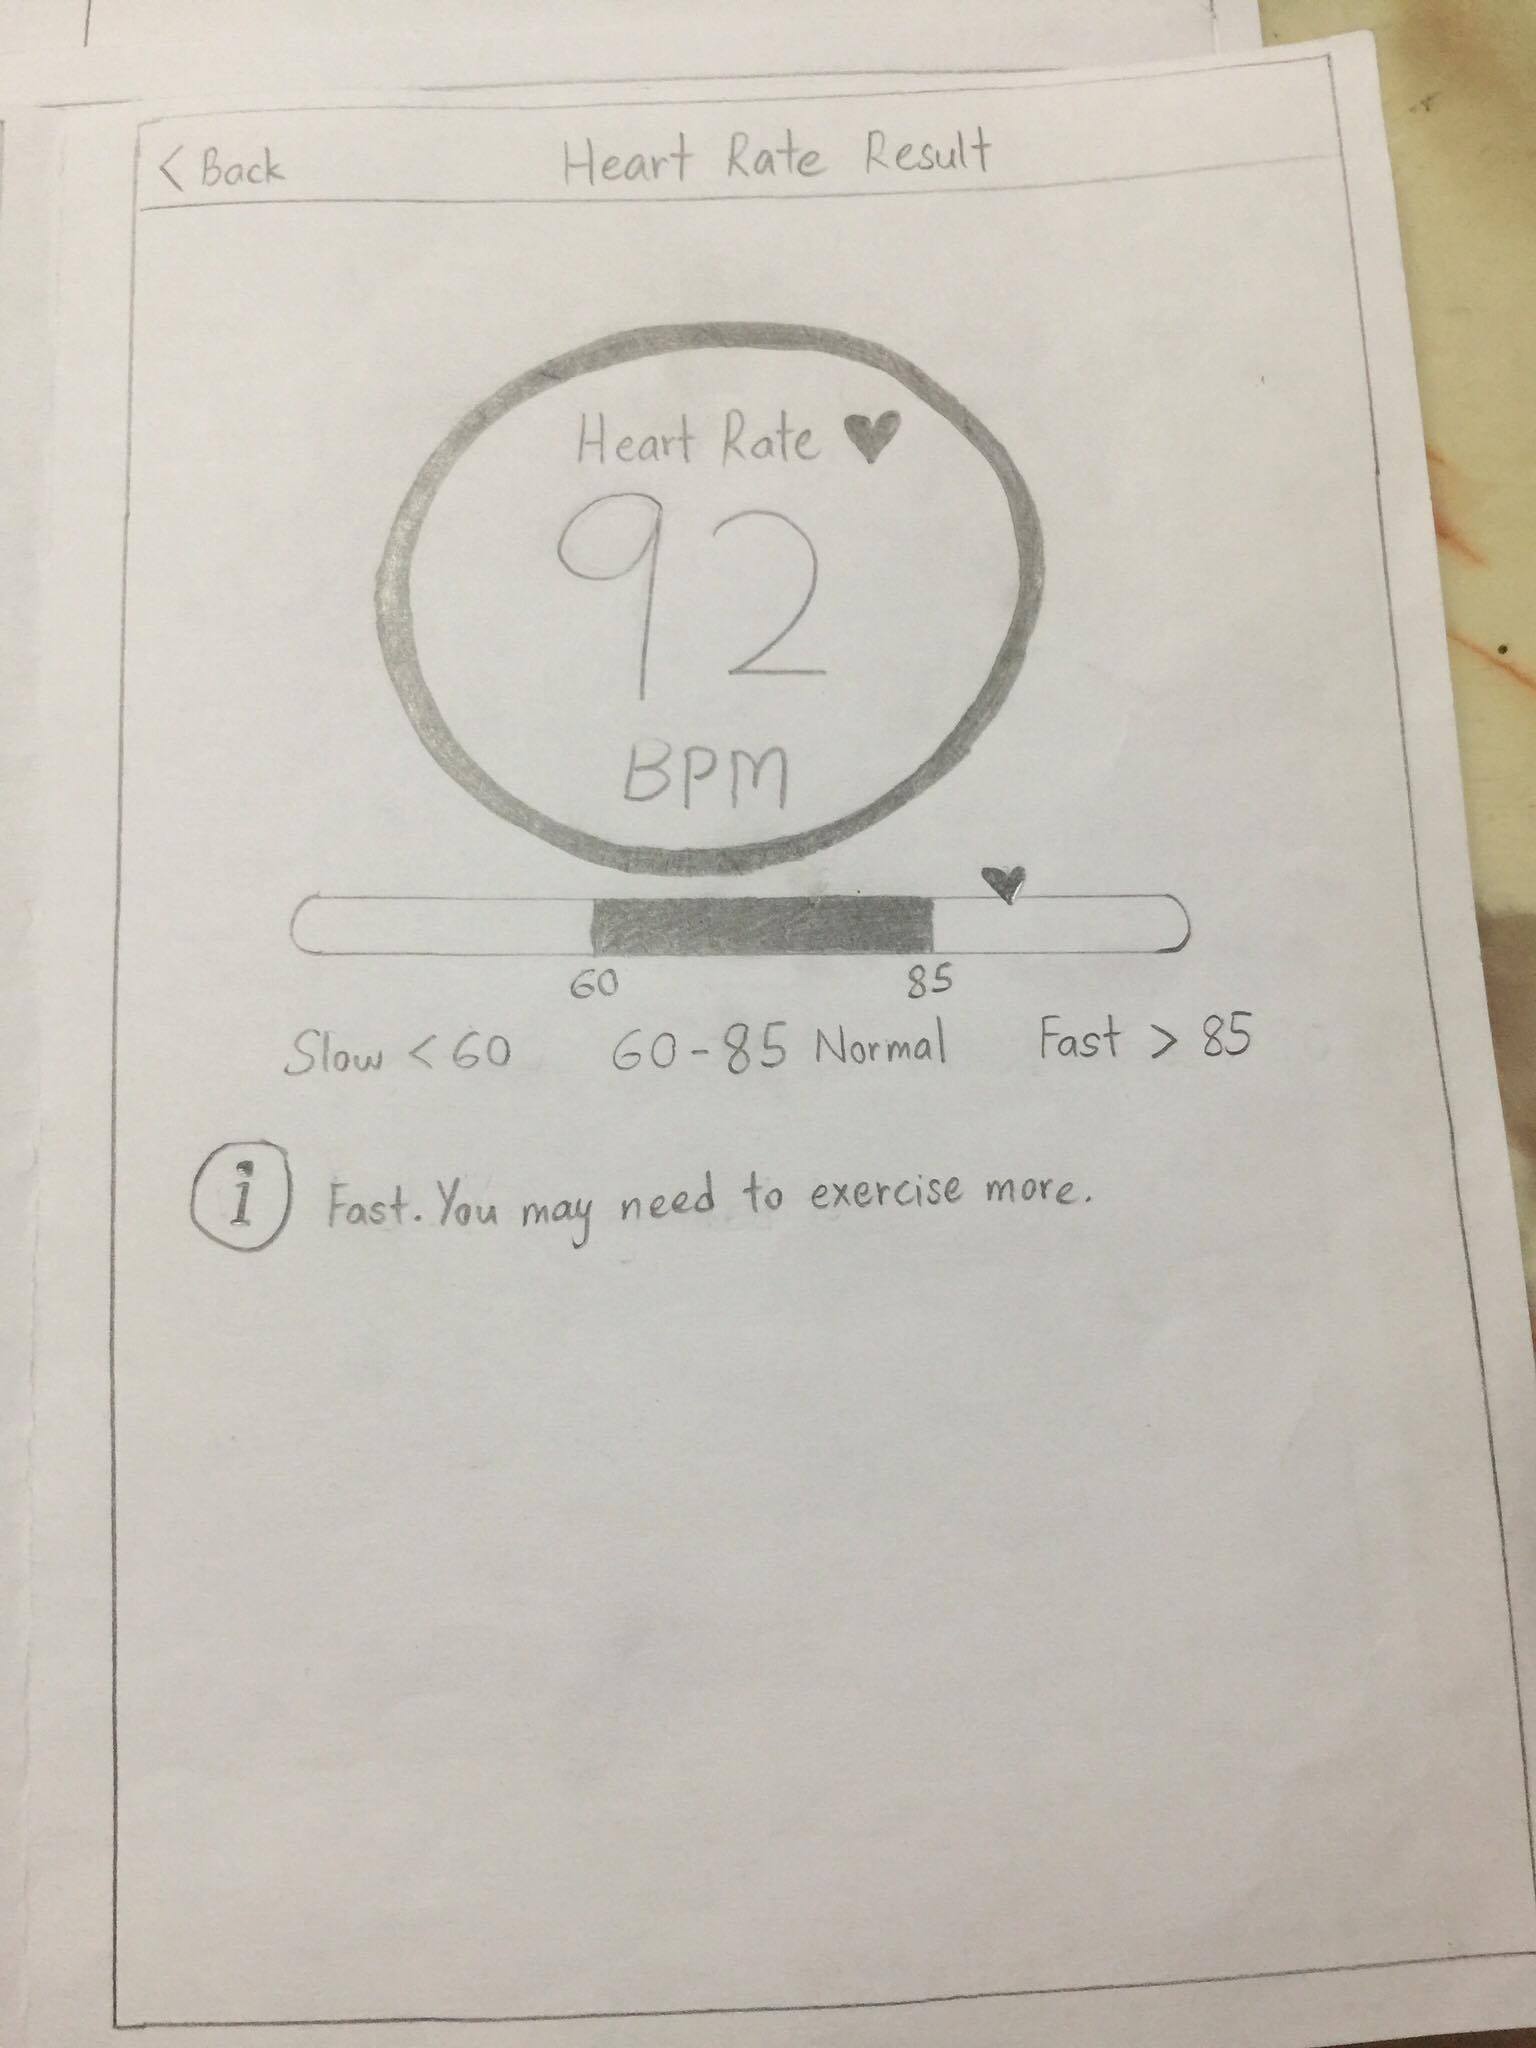 < Back Heart Rate Result
Heart Rate
92
BPM
60 85
Slow < 60 60-85 Normal Fast > 85
i Fast. You may need to exercise more.